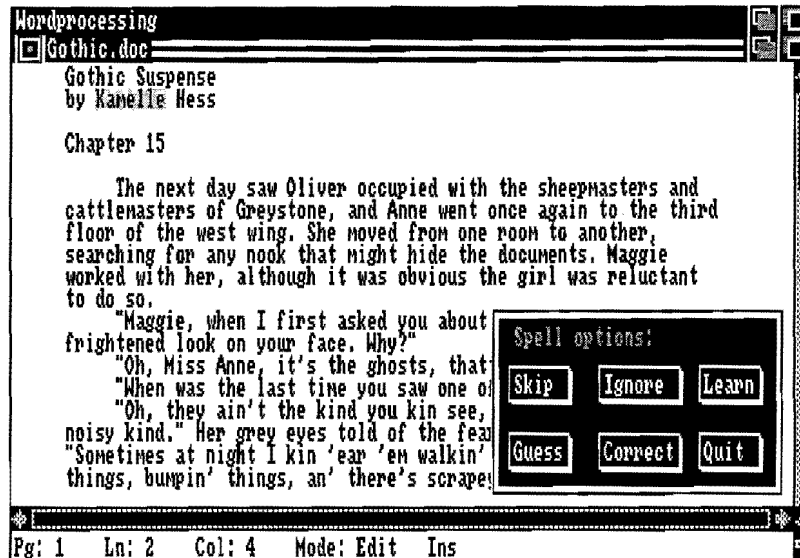 Wordprocessing
Gothic.doc
Gothic Suspense
by Kamelle Hess
Chapter 15
The next day saw Oliver occupied with the sheepmasters and
cattlemasters of Greystone, and Anne went once again to the third
floor of the west wing. She moved from one room to another,
searching for any nook that might hide the documents. Maggie
worked with her, although it was obvious the girl was reluctant
to do so.
"Maggie, when I first asked you about
frightened look on your face. Why?"
"Oh, Miss Anne, it's the ghosts, that'
"When was the last time you saw one of
"Oh, they ain't the kind you kin see,
noisy kind." Her grey eyes told of the fear
"Sometimes at night I kin 'ear 'em walkin'
things, bumpin' things, an' there's scrape
Spell options:
Skip Ignore Learn
Guess Correct Quit
Pg: 1 Ln: 2 Col: 4 Mode: Edit Ins